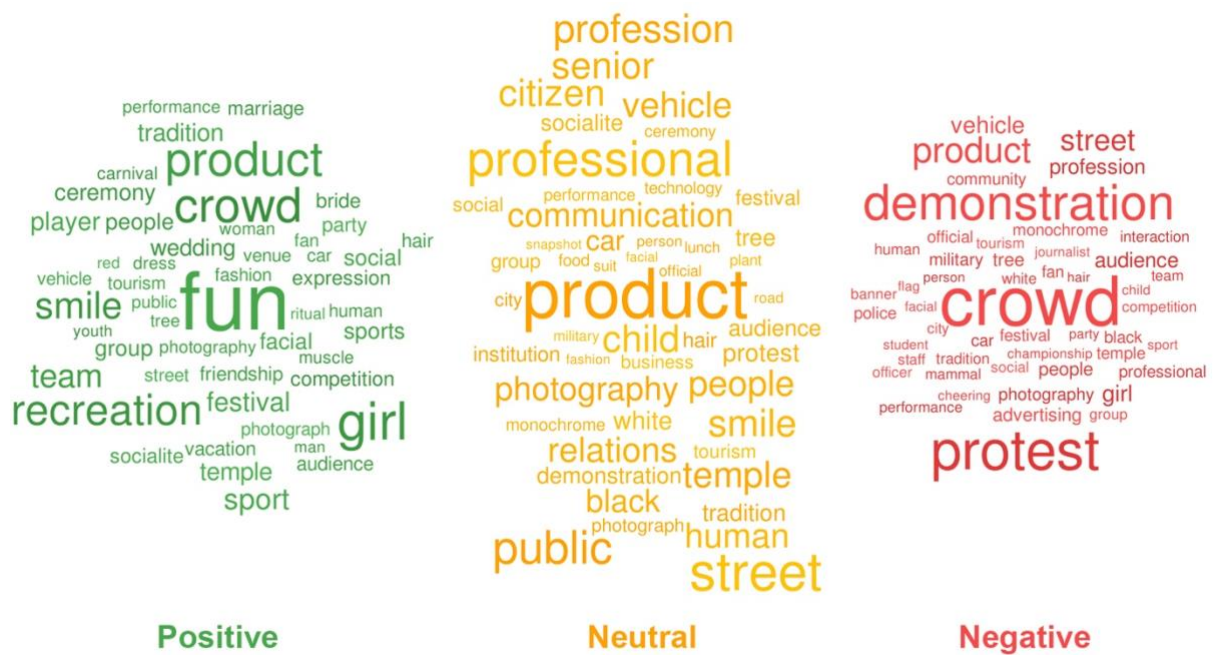 performance marriage
tradition
product
carnival
ceremony
crowd
bride
player people
woman
party
wedding
fan
hair
venue
car
social
red
dress
vehicle
tourism
fashion
expression
smile
public
fun
ritual
human
youth
tree
sports
group
photography
facial
muscle
team
street
friendship
competition
recreation
festival
girl
photograph
socialite
vacation
man
audience
temple
sport
Positive
profession
senior
citizen
vehicle
socialite
ceremony
professional
social
performance
technology
festival
communication
snapshot
car
person
lunch
tree
group
food
suit
facial
official
plant
city
product
road
military
child
hair
audience
institution
fashion
business
protest
photography
people
monochrome
white
smile
relations
tourism
demonstration
temple
black
photograph
tradition
public
human
street
Neutral
vehicle
product
street
profession
community
demonstration
official
monochrome
interaction
human
tourism
journalist
military
tree
audience
person
white
fan
hair
team
banner
flag
crowd
child
competition
police
facial
city
car
festival
party
black
student
sport
staff
tradition
championship
temple
officer
mammal
social
people
professional
cheering
photography
girl
performance
advertising
group
protest
Negative